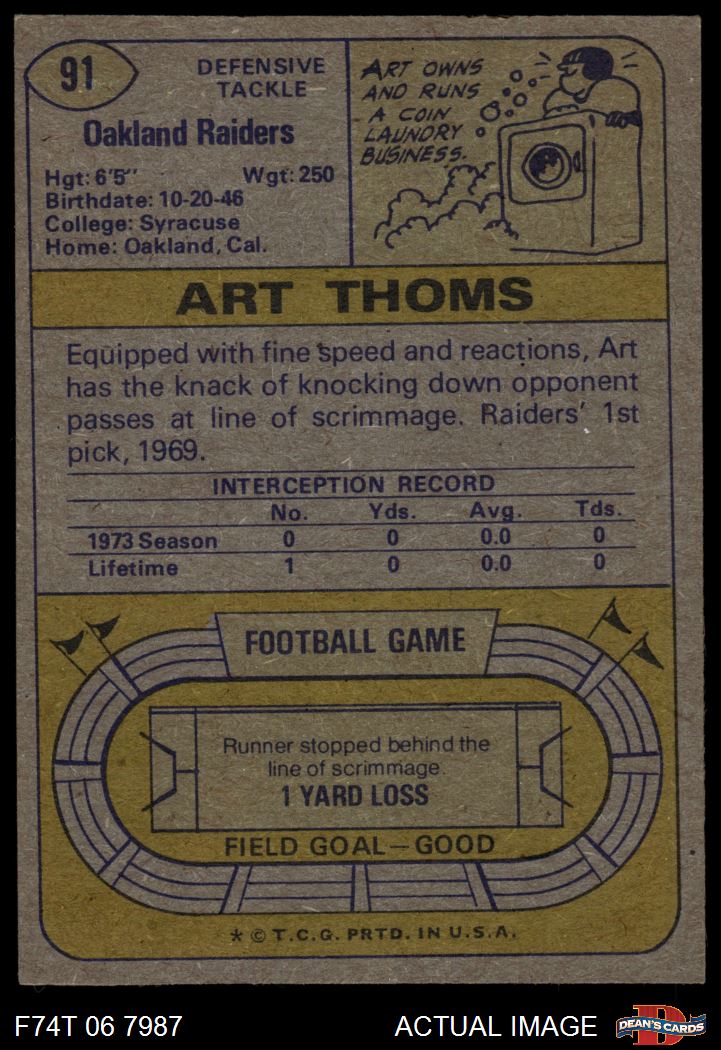 91
DEFENSIVE
TACKLE
Oakland Raiders
Hgt: 6'5" Wgt: 250
Birthdate: 10-20-46
College: Syracuse
Home: Oakland, Cal.
ART OWNS
AND RUNS
A COIN
LAUNDRY
BUSINESS.
ART THOMS
Equipped with fine speed and reactions, Art
has the knack of knocking down opponent
passes at line of scrimmage. Raiders' 1st
pick, 1969.
INTERCEPTION RECORD
No. Yds. Avg. Tds.
1973 Season 0 0 0.0 0
Lifetime 1 0 0.0 0
FOOTBALL GAME
Runner stopped behind the
line of scrimmage.
1 YARD LOSS
FIELD GOAL—GOOD
* © T.C.G. PRTD. IN U.S.A.
F74T 06 7987 ACTUAL IMAGE
D
DEAN'S CARDS